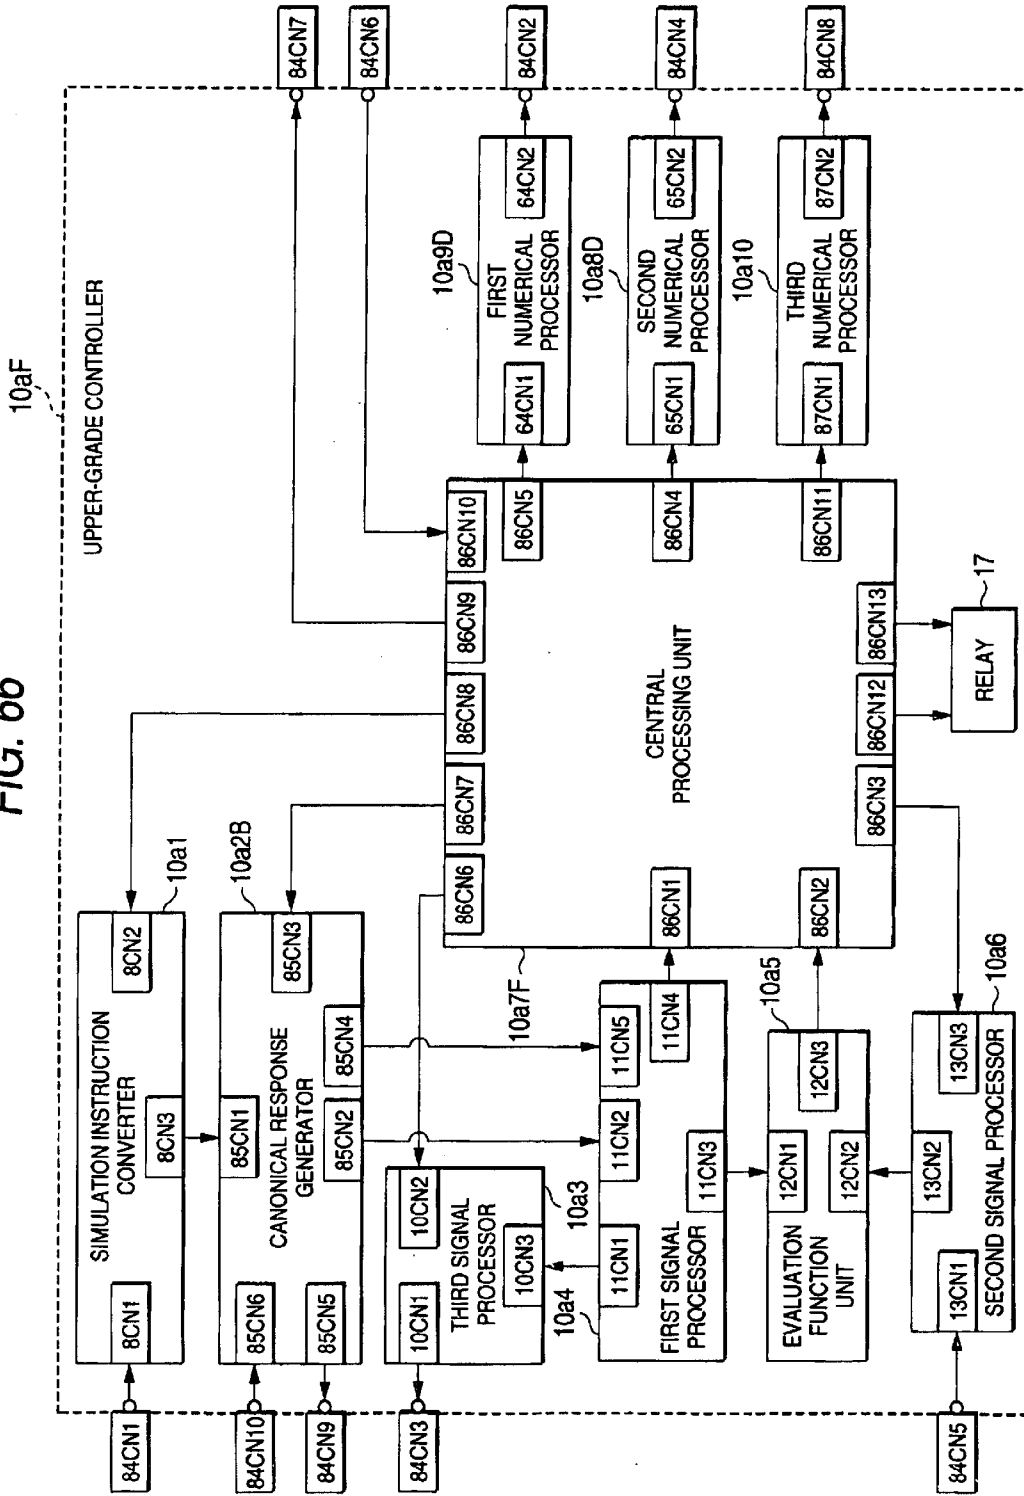 FIG. 86
10aF
UPPER-GRADE CONTROLLER
84CN1
8CN1
SIMULATION INSTRUCTION
CONVERTER
8CN2
8CN3
10a1
84CN10
84CN9
85CN6
85CN5
85CN1
CANONICAL RESPONSE
GENERATOR
85CN3
85CN2
85CN4
10a2B
84CN3
10CN1
10CN2
THIRD SIGNAL
PROCESSOR
10CN3
10a3
10a4
11CN1
11CN2
11CN5
FIRST SIGNAL
PROCESSOR
11CN3
11CN4
EVALUATION
FUNCTION
UNIT
12CN1
12CN2
12CN3
10a5
84CN5
13CN1
13CN2
13CN3
SECOND SIGNAL PROCESSOR
10a6
10a7F
86CN6
86CN7
86CN8
86CN9
86CN10
86CN1
86CN2
CENTRAL
PROCESSING UNIT
86CN5
86CN4
86CN11
86CN3
86CN12
86CN13
RELAY
17
84CN7
84CN6
10a9D
64CN1
FIRST
NUMERICAL
PROCESSOR
64CN2
84CN2
10a8D
65CN1
SECOND
NUMERICAL
PROCESSOR
65CN2
84CN4
10a10
87CN1
THIRD
NUMERICAL
PROCESSOR
87CN2
84CN8